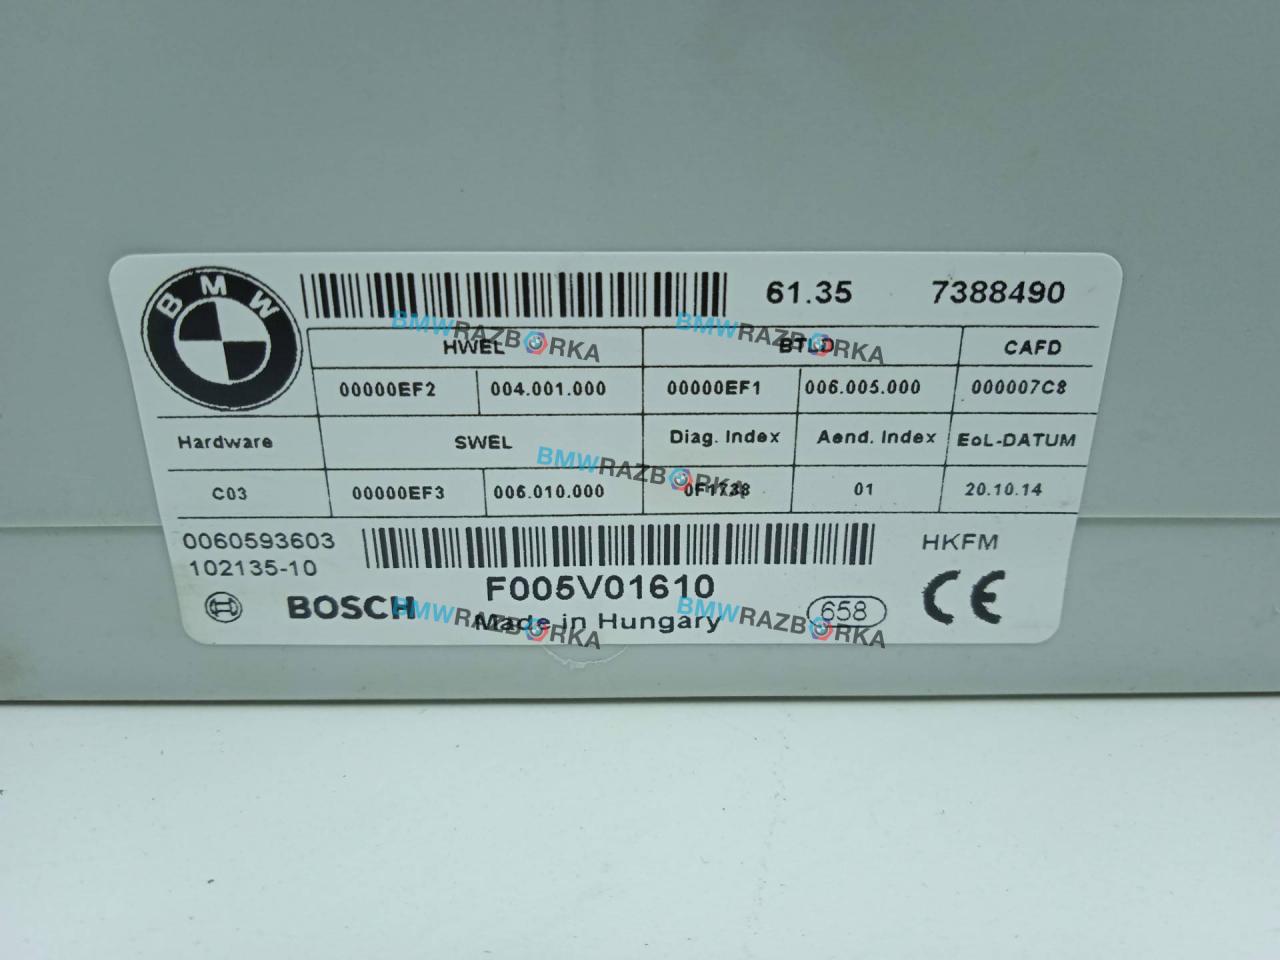 BMW
61.35 7388490
HWEL BTLD CAFD
00000EF2 004.001.000 00000EF1 006.005.000 000007C8
Hardware SWEL Diag. Index Aend. Index EoL-DATUM
C03 00000EF3 006.010.000 0F1738 01 20.10.14
0060593603 HKFM
102135-10
F005V01610
BOSCH Made in Hungary 658 CE
BMWRAZBORKA
BMWRAZBORKA
BMWRAZBORKA
BMWRAZBORKA
BMWRAZBORKA